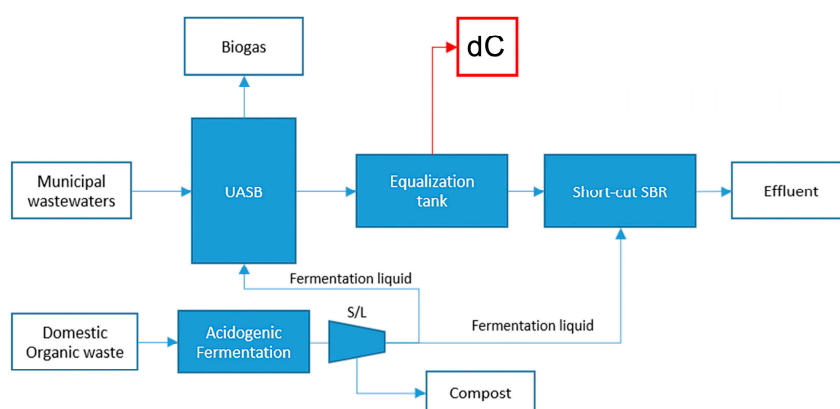 Biogas
dC
Municipal
wastewaters
UASB
Equalization
tank
Short-cut SBR
Effluent
Fermentation liquid
S/L
Fermentation liquid
Domestic
Organic waste
Acidogenic
Fermentation
Compost